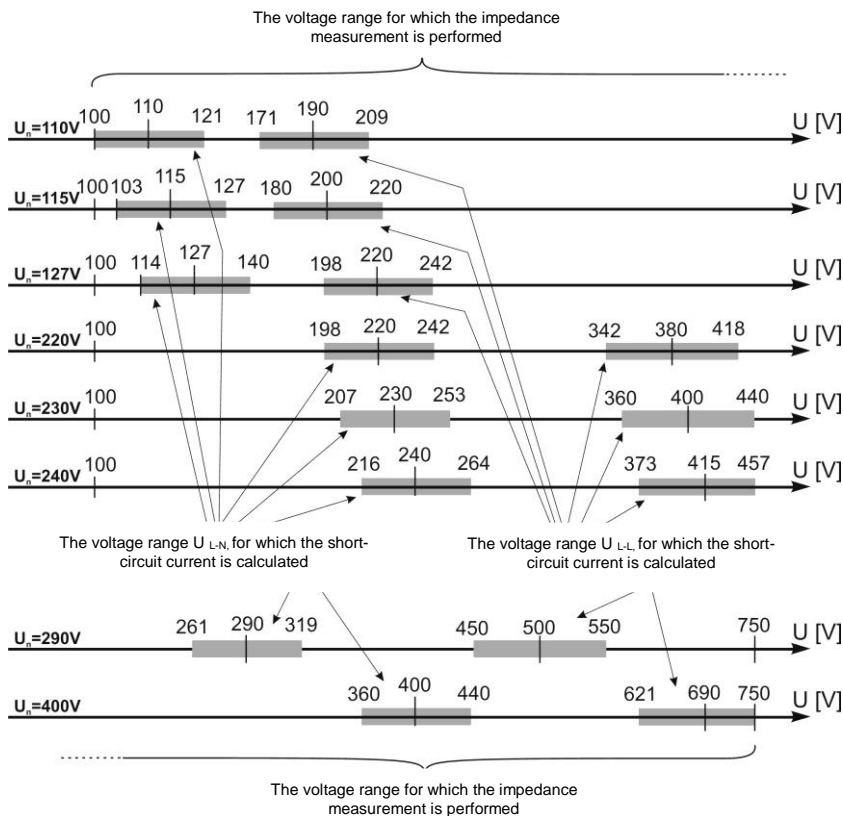 The voltage range for which the impedance
measurement is performed
100 110 121 171 190 209
Uₙ=110V U [V]
100 103 115 127 180 200 220
Uₙ=115V U [V]
100 114 127 140 198 220 242
Uₙ=127V U [V]
100 198 220 242 342 380 418
Uₙ=220V U [V]
100 207 230 253 360 400 440
Uₙ=230V U [V]
100 216 240 264 373 415 457
Uₙ=240V U [V]
The voltage range U L-N, for which the short-
circuit current is calculated
The voltage range U L-L, for which the short-
circuit current is calculated
261 290 319 450 500 550 750
Uₙ=290V U [V]
360 400 440 621 690 750
Uₙ=400V U [V]
The voltage range for which the impedance
measurement is performed